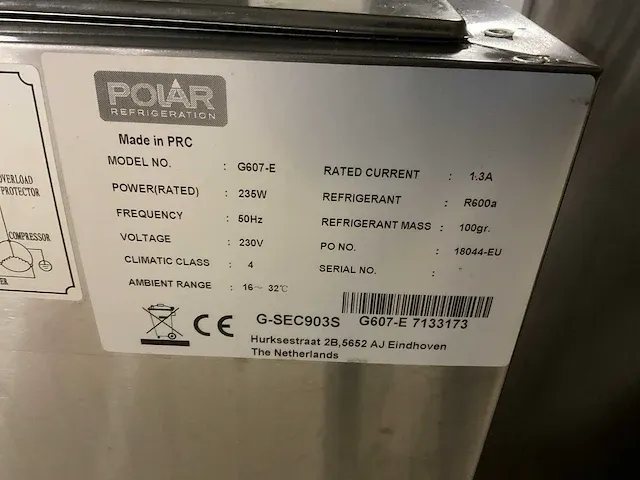 POLAR
REFRIGERATION
Made in PRC
MODEL NO. : G607-E
POWER(RATED) : 235W
FREQUENCY : 50Hz
VOLTAGE : 230V
CLIMATIC CLASS : 4
AMBIENT RANGE : 16~ 32℃
RATED CURRENT : 1.3A
REFRIGERANT : R600a
REFRIGERANT MASS : 100gr.
PO NO. : 18044-EU
SERIAL NO. :
CE G-SEC903S G607-E 7133173
Hurksestraat 2B,5652 AJ Eindhoven
The Netherlands
OVERLOAD
PROTECTOR
COMPRESSOR